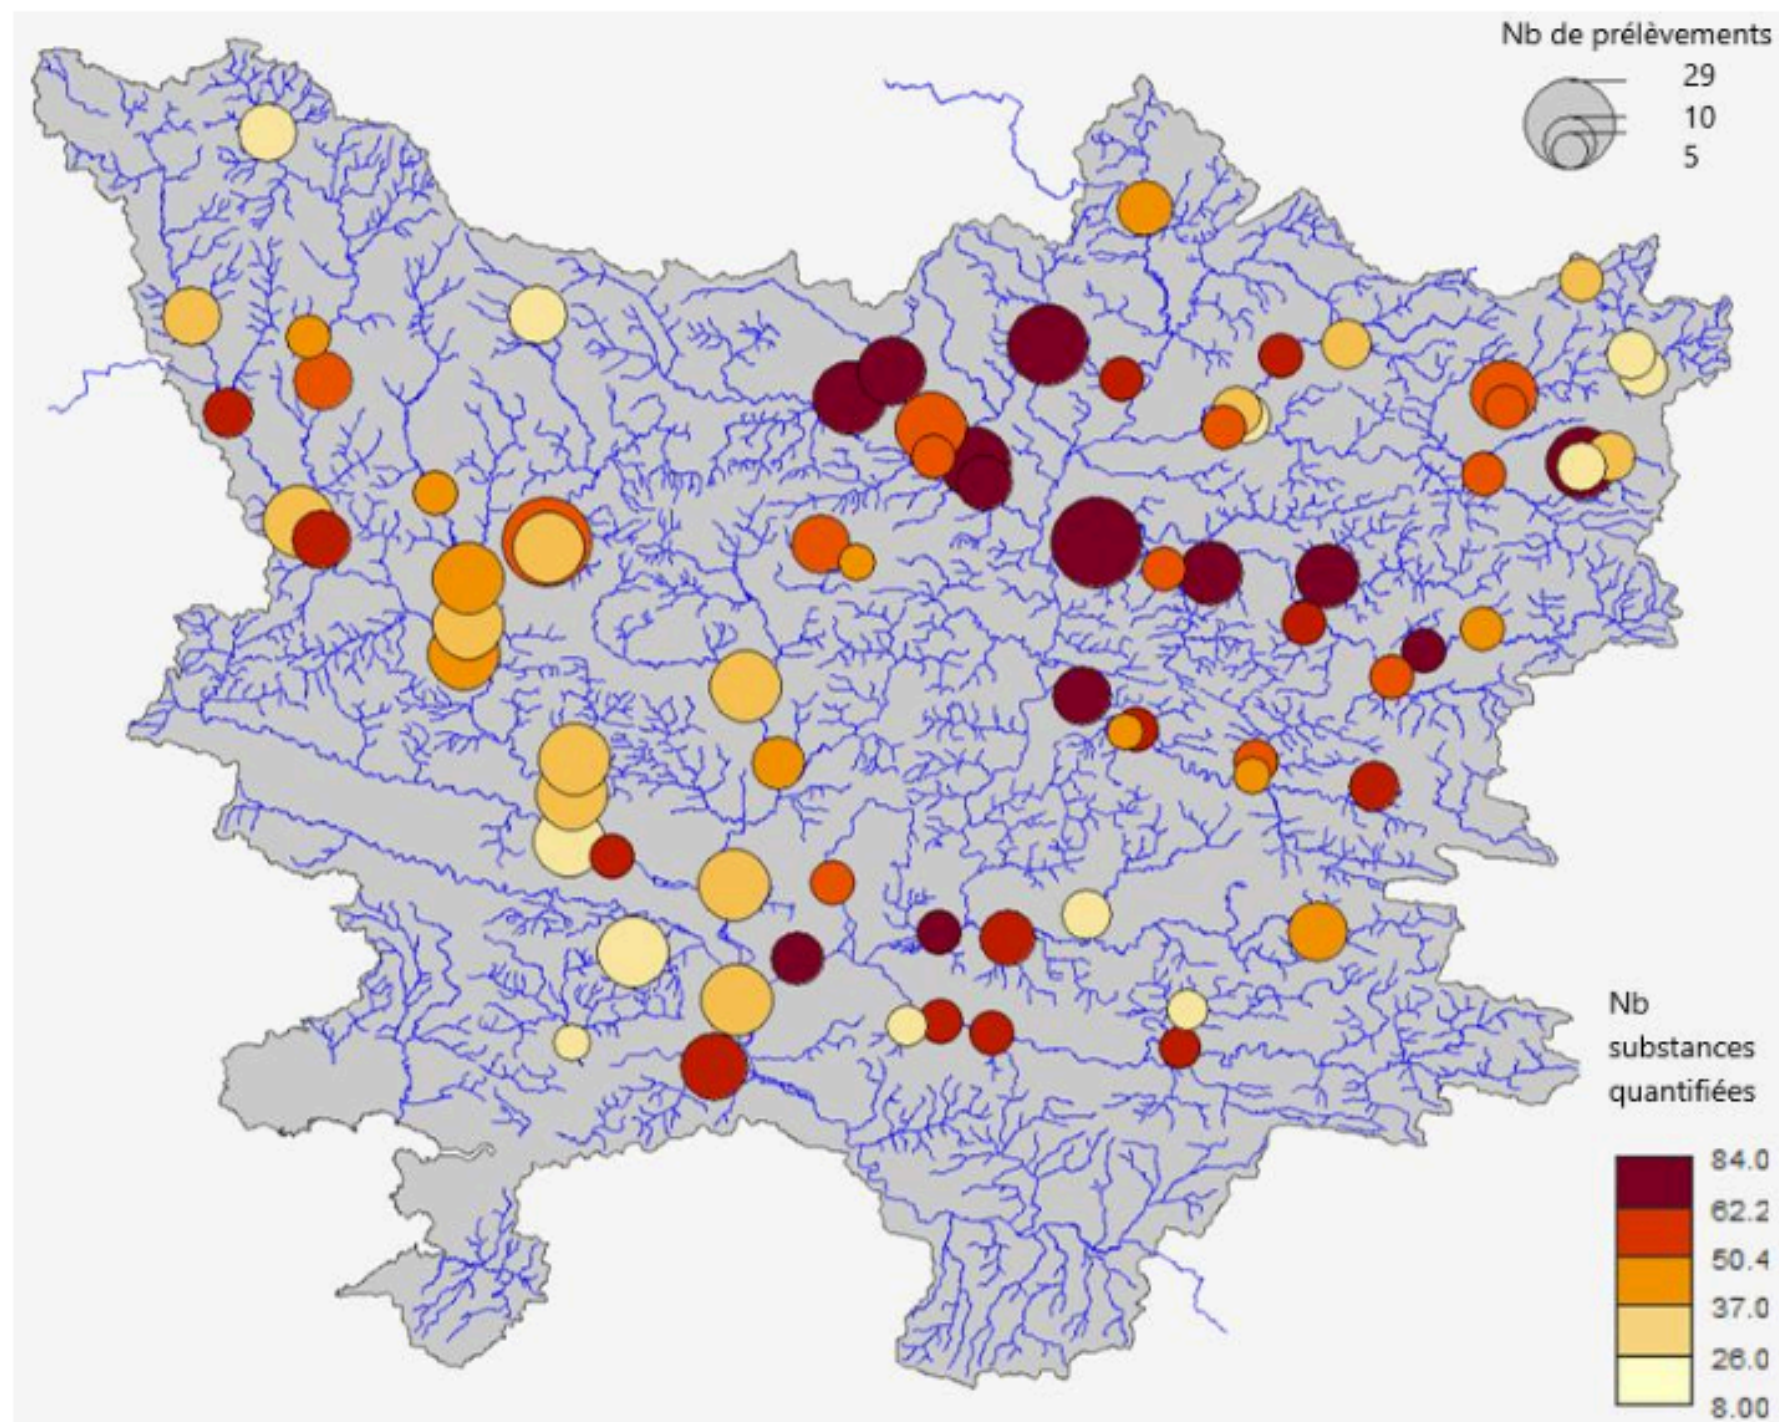 Nb de prélèvements
29
10
5
Nb
substances
quantifiées
84.0
62.2
50.4
37.0
26.0
8.00